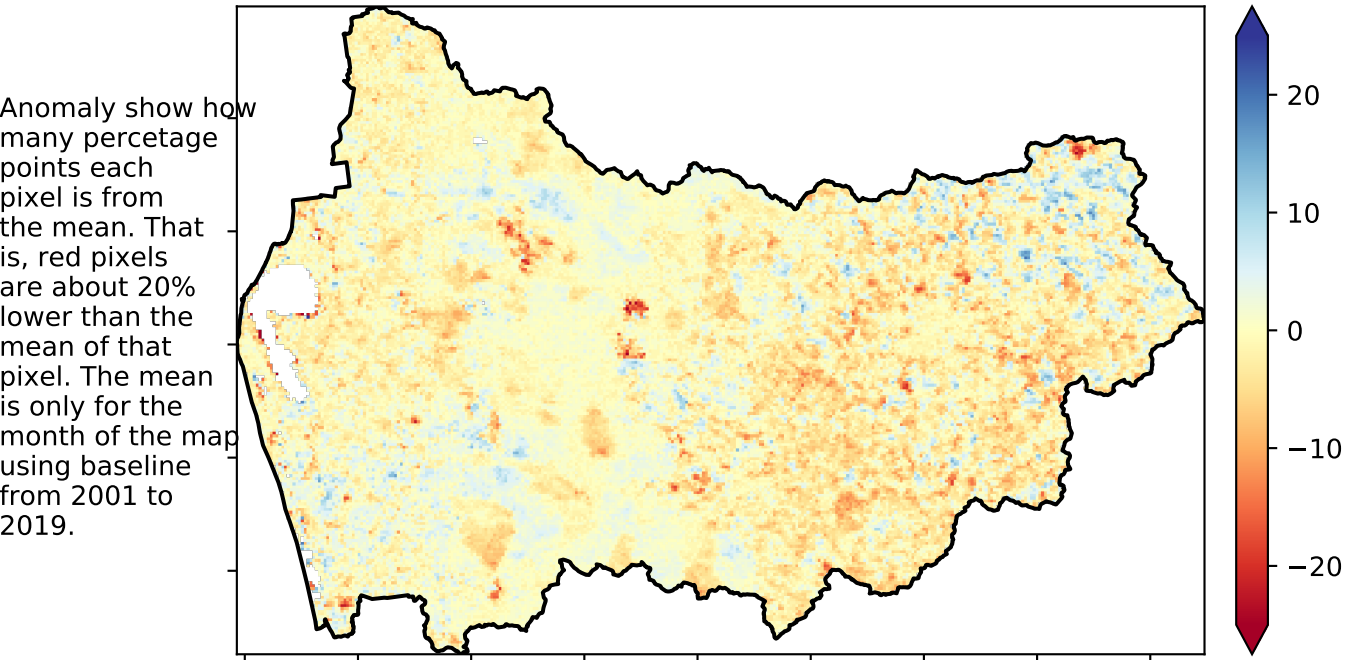 Anomaly show how
many percetage
points each
pixel is from
the mean. That
is, red pixels
are about 20%
lower than the
mean of that
pixel. The mean
is only for the
month of the map
using baseline
from 2001 to
2019.
20
10
0
−10
−20